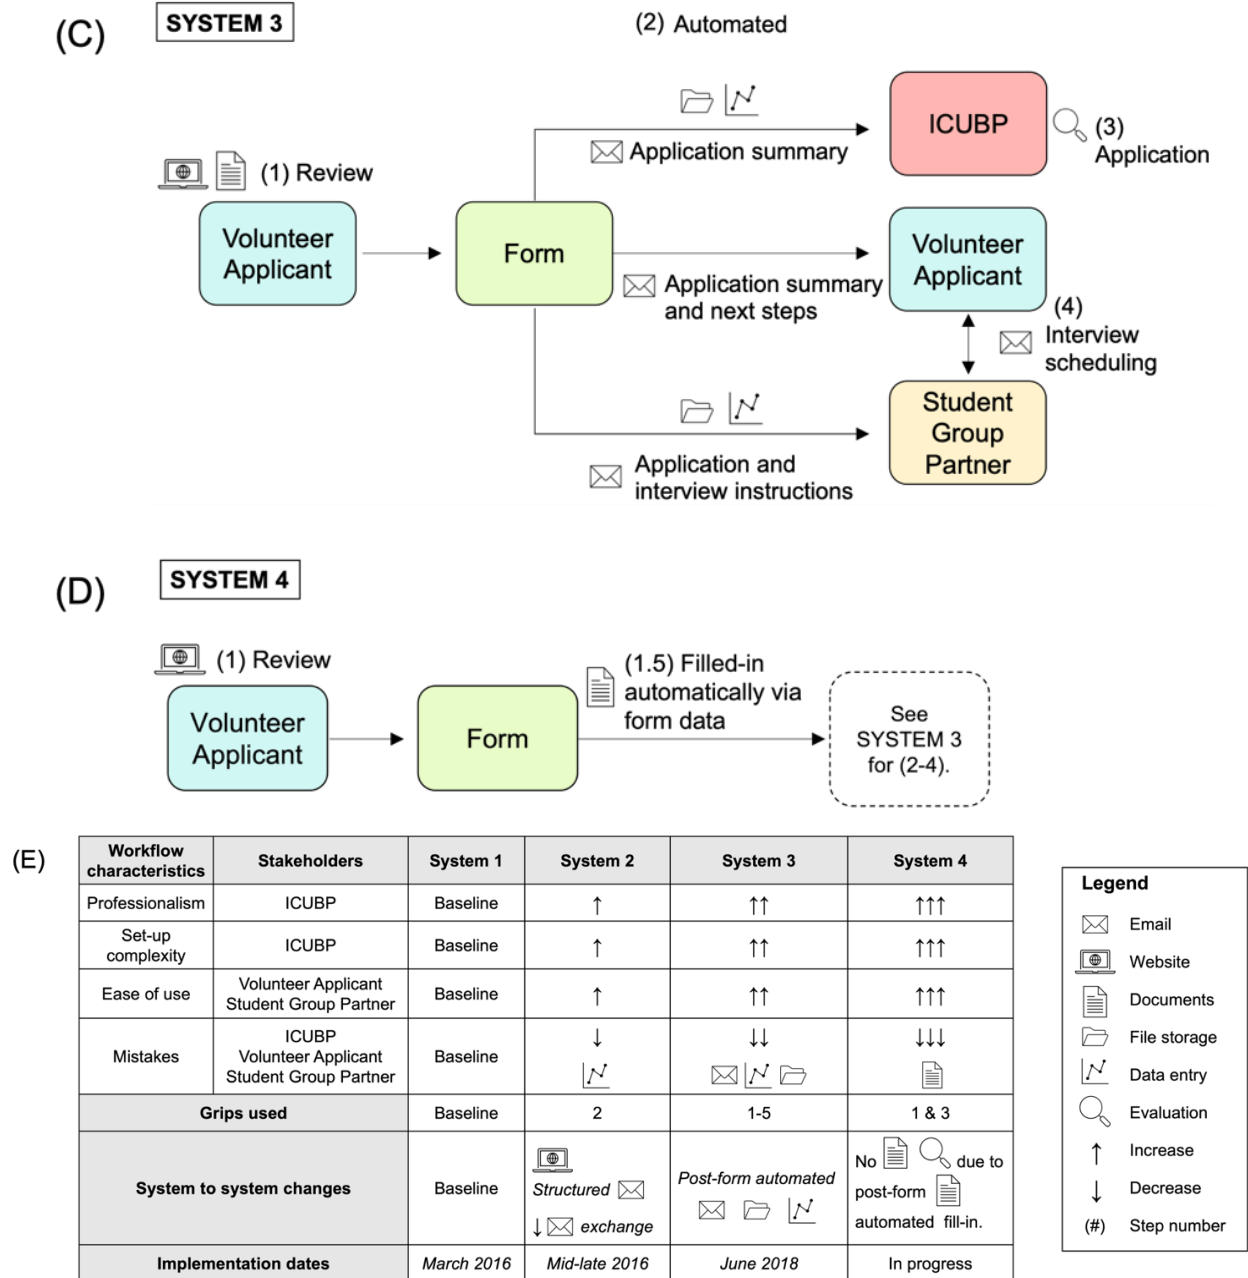 (C)
SYSTEM 3
(2) Automated
ICUBP
(3)
Application
Application summary
(1) Review
Volunteer
Applicant
Form
Volunteer
Applicant
Application summary
and next steps
(4)
Interview
scheduling
Student
Group
Partner
Application and
interview instructions
(D)
SYSTEM 4
(1) Review
(1.5) Filled-in
automatically via
form data
Volunteer
Applicant
Form
See
SYSTEM 3
for (2-4).
(E)
Workflow
characteristics
Stakeholders
System 1
System 2
System 3
System 4
Professionalism
ICUBP
Baseline
↑
↑↑
↑↑↑
Set-up
complexity
ICUBP
Baseline
↑
↑↑
↑↑↑
Ease of use
Volunteer Applicant
Student Group Partner
Baseline
↑
↑↑
↑↑↑
Mistakes
ICUBP
Volunteer Applicant
Student Group Partner
Baseline
↓
↓↓
↓↓↓
Grips used
Baseline
2
1-5
1 & 3
System to system changes
Baseline
Structured
↓ exchange
Post-form automated
No due to
post-form
automated fill-in.
Implementation dates
March 2016
Mid-late 2016
June 2018
In progress
Legend
Email
Website
Documents
File storage
Data entry
Evaluation
↑ Increase
↓ Decrease
(#) Step number